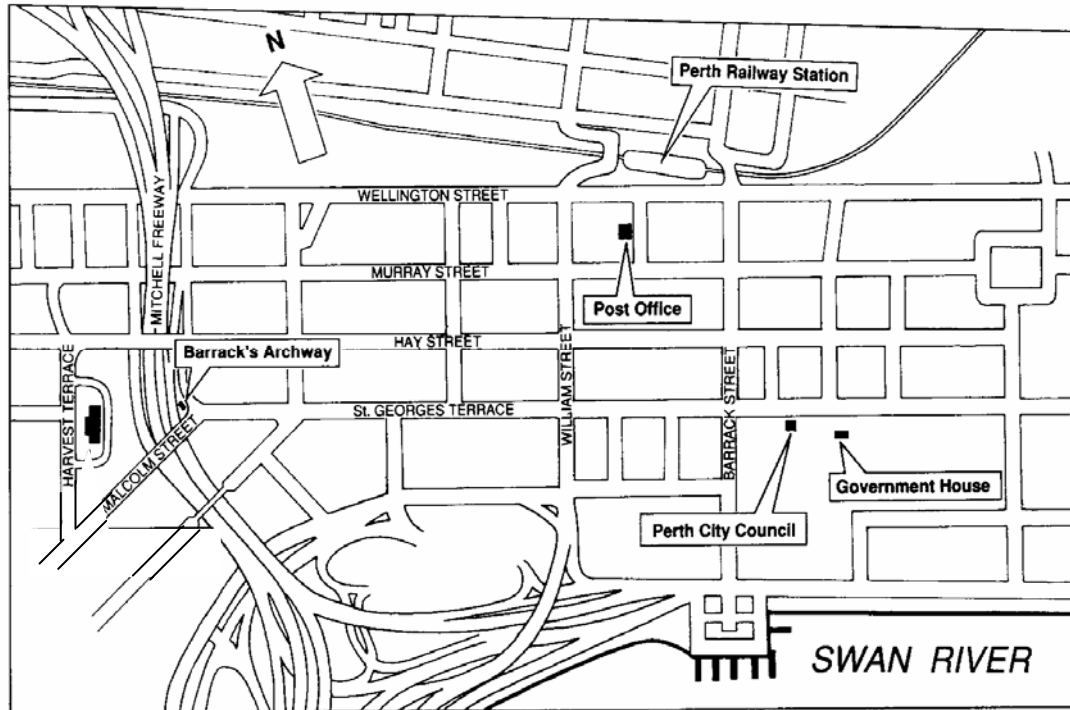 N
Perth Railway Station
WELLINGTON STREET
MITCHELL FREEWAY
MURRAY STREET
Post Office
HAY STREET
Barrack's Archway
WILLIAM STREET
BARRACK STREET
HARVEST TERRACE
St. GEORGES TERRACE
MALCOLM STREET
Government House
Perth City Council
SWAN RIVER